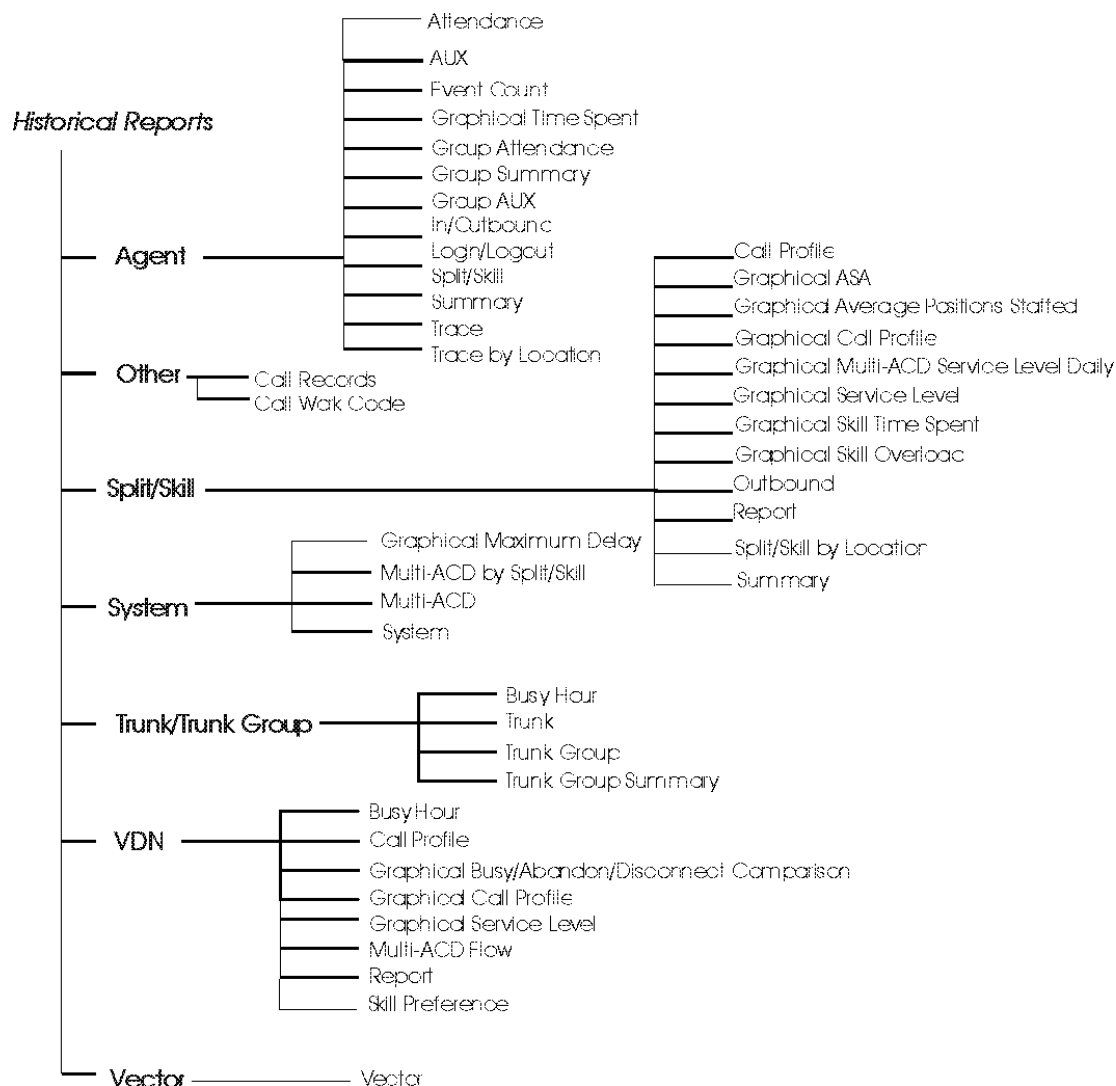 Historical Reports
Agent
Attendance
AUX
Event Count
Graphical Time Spent
Group Attendance
Group Summary
Group AUX
In/Outbound
Login/Logout
Split/Skill
Summary
Trace
Trace by Location
Other
Call Records
Call Work Code
Split/Skill
Call Profile
Graphical ASA
Graphical Average Positions Staffed
Graphical Call Profile
Graphical Multi-ACD Service Level Daily
Graphical Service Level
Graphical Skill Time Spent
Graphical Skill Overload
Outbound
Report
Split/Skill by Location
Summary
System
Graphical Maximum Delay
Multi-ACD by Split/Skill
Multi-ACD
System
Trunk/Trunk Group
Busy Hour
Trunk
Trunk Group
Trunk Group Summary
VDN
Busy Hour
Call Profile
Graphical Busy/Abandon/Disconnect Comparison
Graphical Call Profile
Graphical Service Level
Multi-ACD Flow
Report
Skill Preference
Vector
Vector